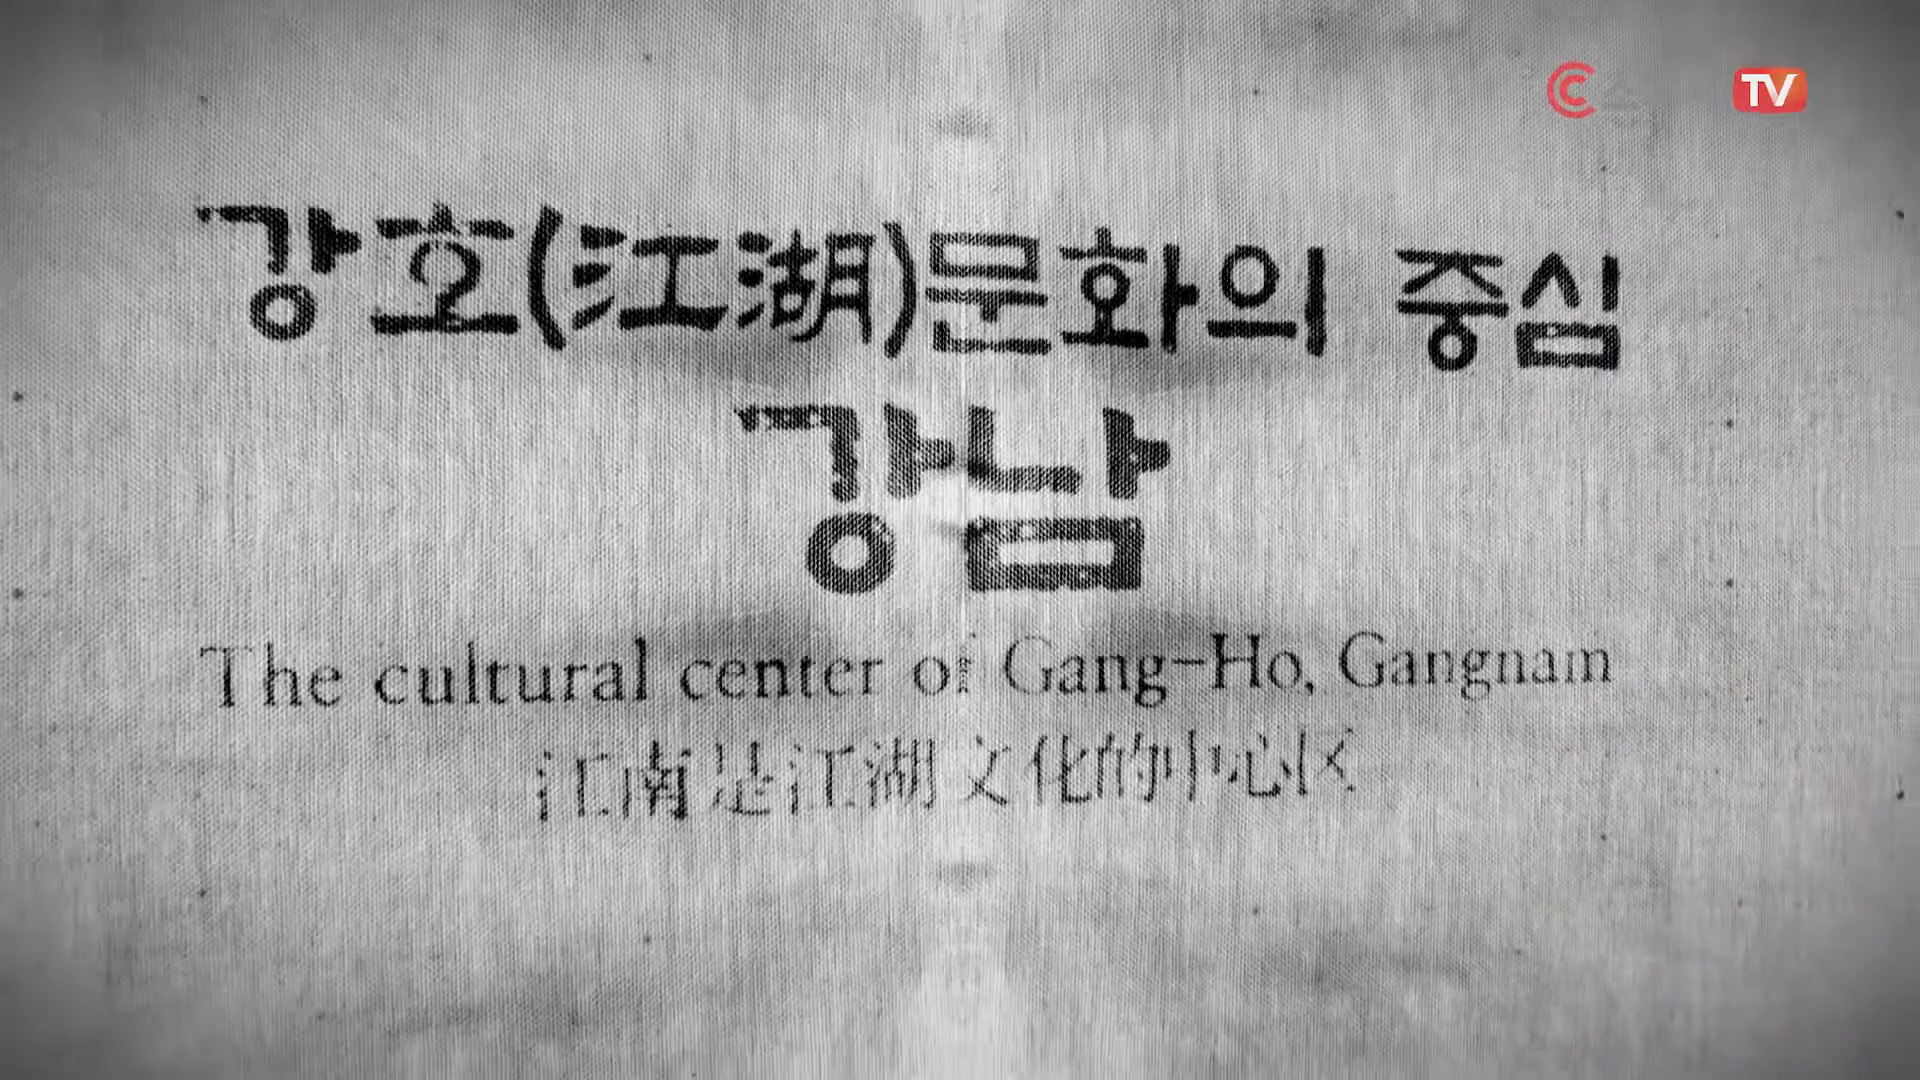 TV
강호(江湖)문화의 중심
강남
The cultural center of Gang-Ho, Gangnam
江南是江湖文化的中心区